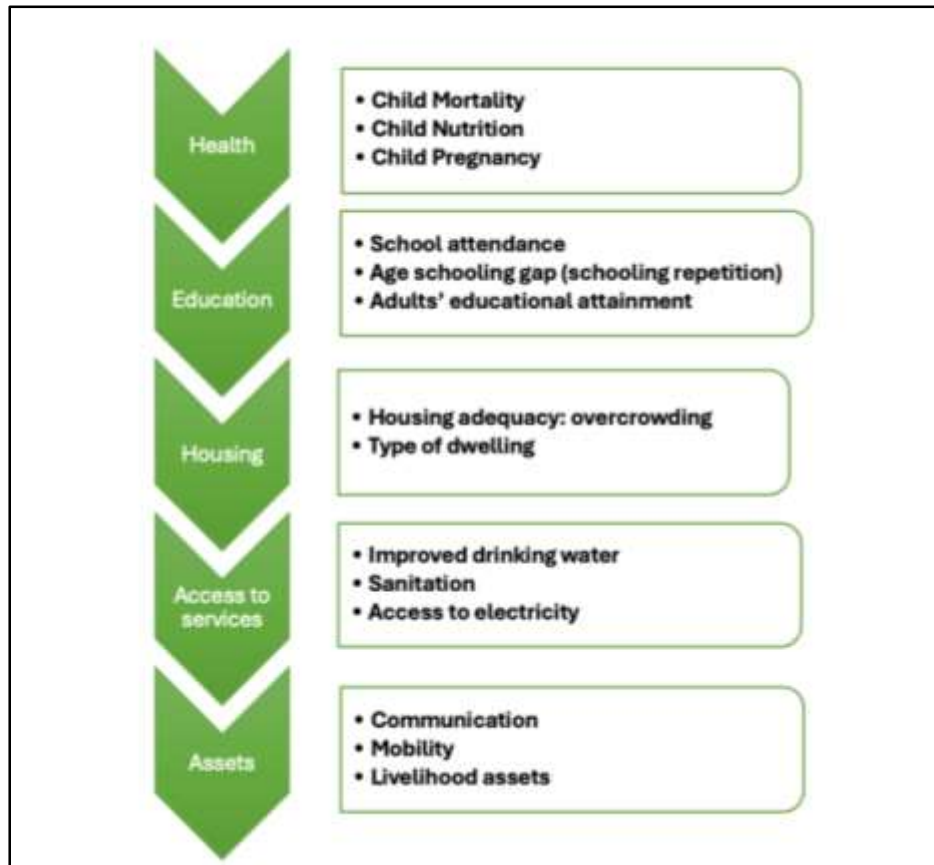 Health
• Child Mortality
• Child Nutrition
• Child Pregnancy
Education
• School attendance
• Age schooling gap (schooling repetition)
• Adults' educational attainment
Housing
• Housing adequacy: overcrowding
• Type of dwelling
Access to
services
• Improved drinking water
• Sanitation
• Access to electricity
Assets
• Communication
• Mobility
• Livelihood assets